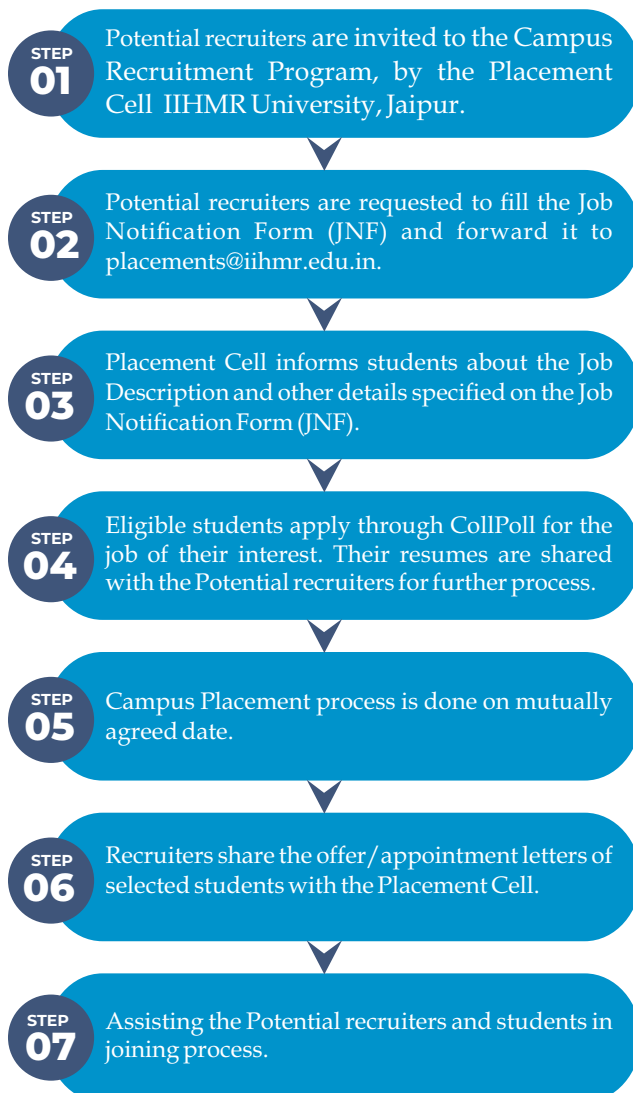 STEP
01
Potential recruiters are invited to the Campus
Recruitment Program, by the Placement
Cell IIHMR University, Jaipur.
STEP
02
Potential recruiters are requested to fill the Job
Notification Form (JNF) and forward it to
placements@iihmr.edu.in.
STEP
03
Placement Cell informs students about the Job
Description and other details specified on the Job
Notification Form (JNF).
STEP
04
Eligible students apply through CollPoll for the
job of their interest. Their resumes are shared
with the Potential recruiters for further process.
STEP
05
Campus Placement process is done on mutually
agreed date.
STEP
06
Recruiters share the offer/appointment letters of
selected students with the Placement Cell.
STEP
07
Assisting the Potential recruiters and students in
joining process.